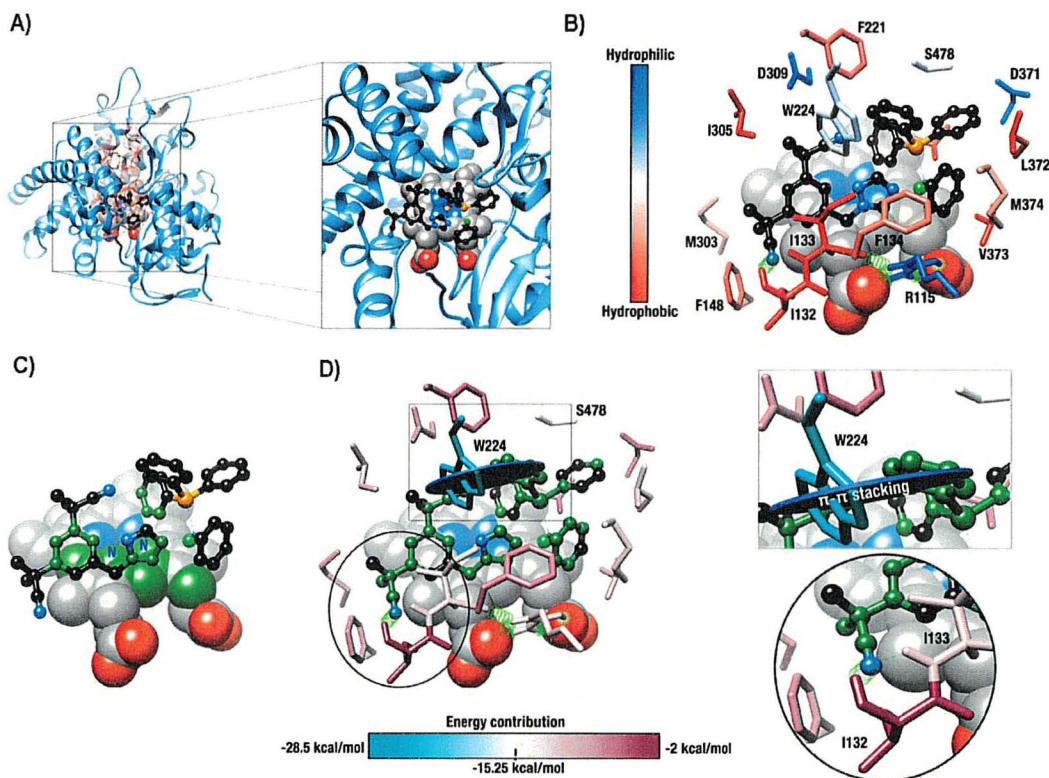 A)
B)
Hydrophilic
Hydrophobic
F221
S478
D309
D371
W224
I305
L372
M374
M303
I133
F134
V373
F148
R115
I132
C)
N
N
D)
S478
W224
W224
π-π stacking
I133
I132
Energy contribution
-28.5 kcal/mol
-2 kcal/mol
-15.25 kcal/mol